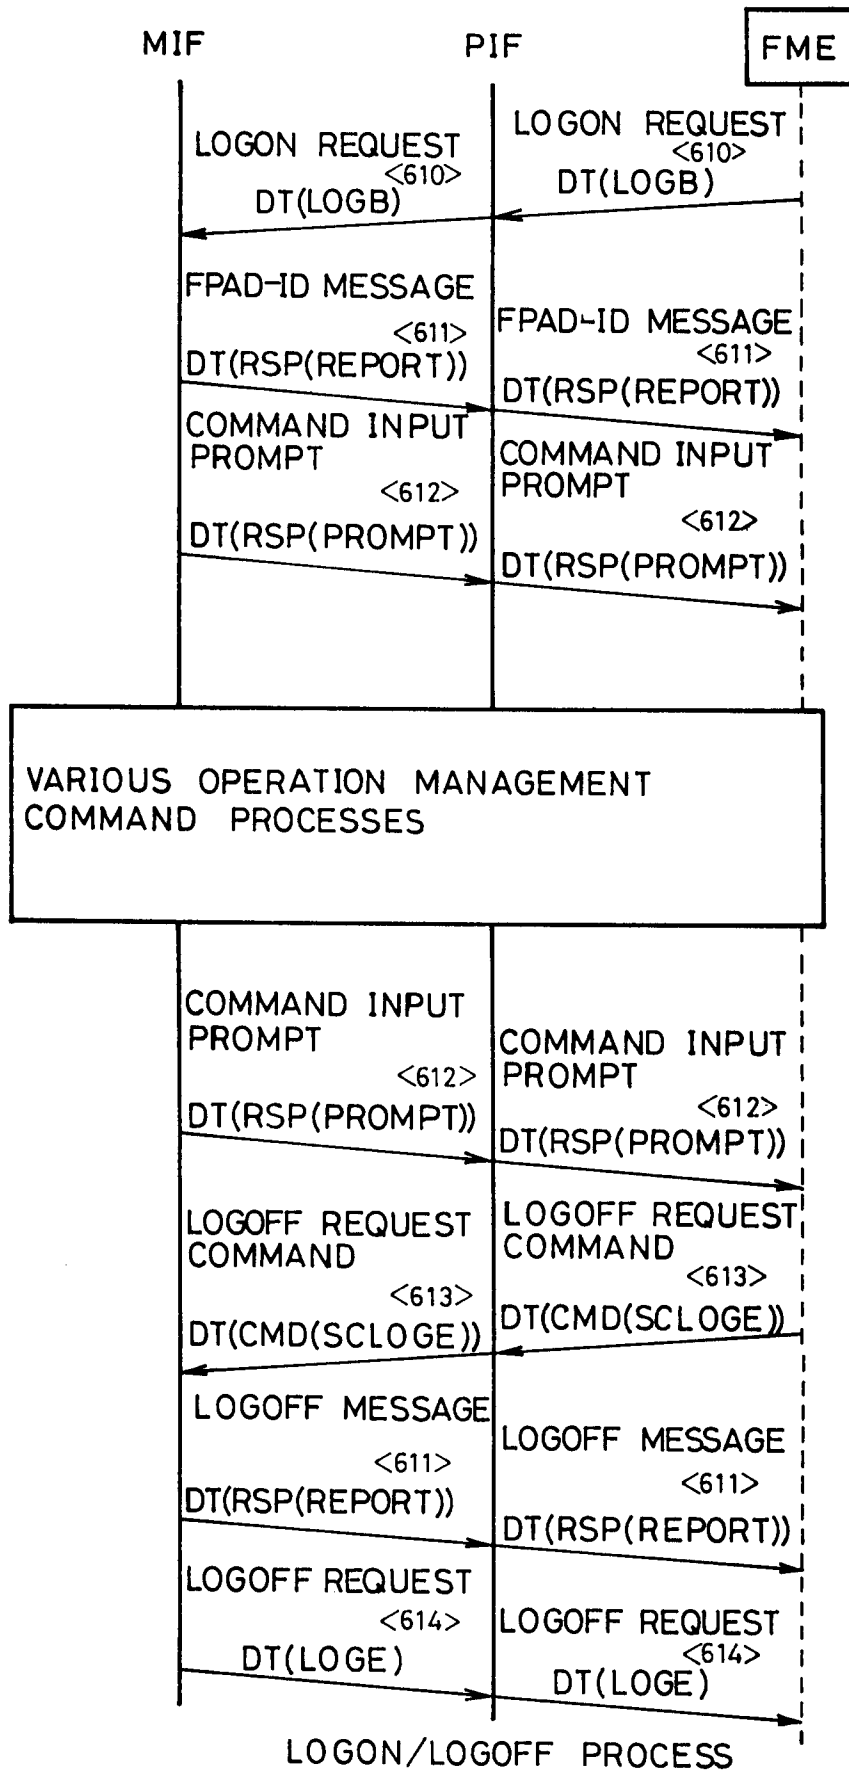 MIF
PIF
FME
LOGON REQUEST
<610>
DT(LOGB)
LOGON REQUEST
<610>
DT(LOGB)
FPAD-ID MESSAGE
<611>
DT(RSP(REPORT))
FPAD-ID MESSAGE
<611>
DT(RSP(REPORT))
COMMAND INPUT
PROMPT
<612>
DT(RSP(PROMPT))
COMMAND INPUT
PROMPT
<612>
DT(RSP(PROMPT))
VARIOUS OPERATION MANAGEMENT
COMMAND PROCESSES
COMMAND INPUT
PROMPT
<612>
DT(RSP(PROMPT))
COMMAND INPUT
PROMPT
<612>
DT(RSP(PROMPT))
LOGOFF REQUEST
COMMAND
<613>
DT(CMD(SCLOGE))
LOGOFF REQUEST
COMMAND
<613>
DT(CMD(SCLOGE))
LOGOFF MESSAGE
<611>
DT(RSP(REPORT))
LOGOFF MESSAGE
<611>
DT(RSP(REPORT))
LOGOFF REQUEST
<614>
DT(LOGE)
LOGOFF REQUEST
<614>
DT(LOGE)
LOGON/LOGOFF PROCESS